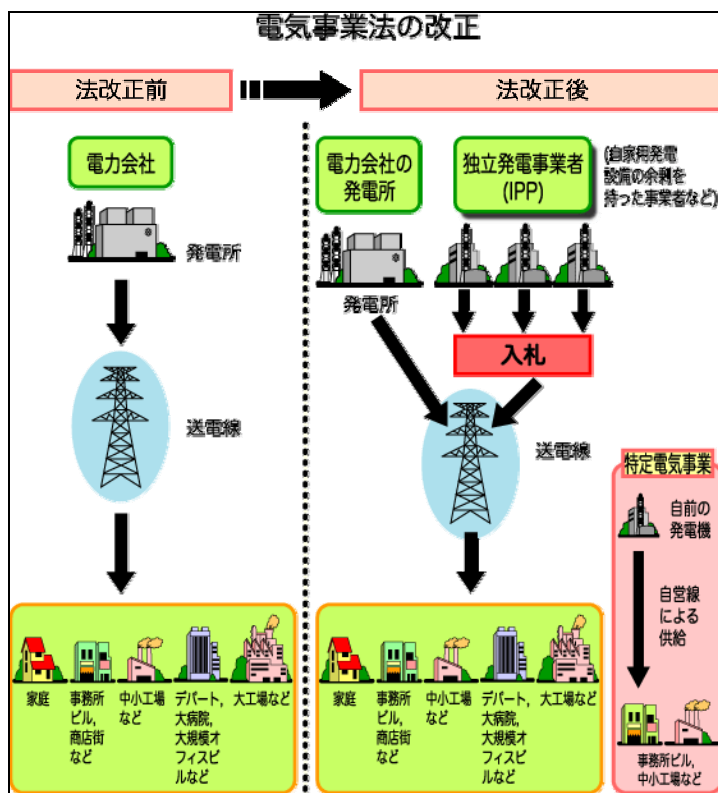 電気事業法の改正
法改正前
法改正後
電力会社
発電所
送電線
家庭
事務所
ビル,
商店街
など
中小工場
など
デパート,
大病院,
大規模オ
フィスビ
ルなど
大工場など
電力会社の
発電所
独立発電事業者
(IPP)
(自家用発電
設備の余剰を
持った事業者など)
発電所
入札
送電線
家庭
事務所
ビル,
商店街
など
中小工場
など
デパート,
大病院,
大規模オ
フィスビ
ルなど
大工場など
特定電気事業
自前の
発電機
自営線
による
供給
事務所ビル,
中小工場など